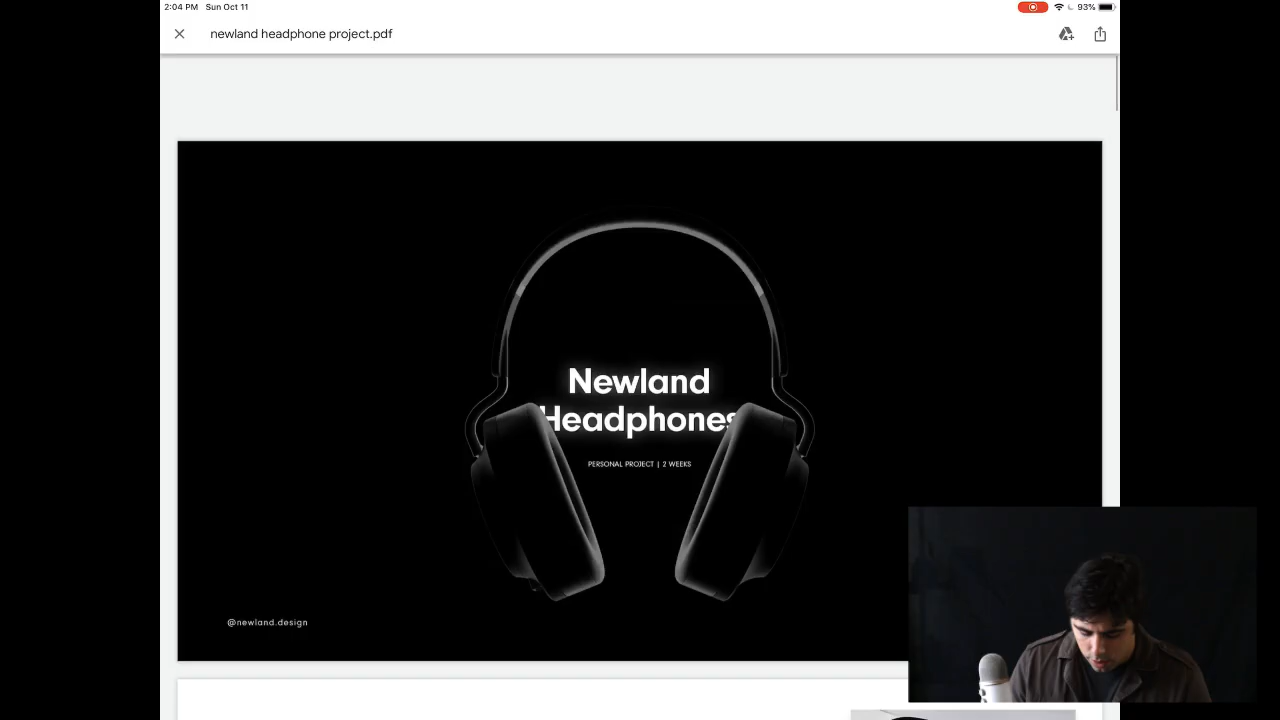 2:04 PM Sun Oct 11
93%
newland headphone project.pdf
Newland
Headphones
PERSONAL PROJECT | 2 WEEKS
@newland.design